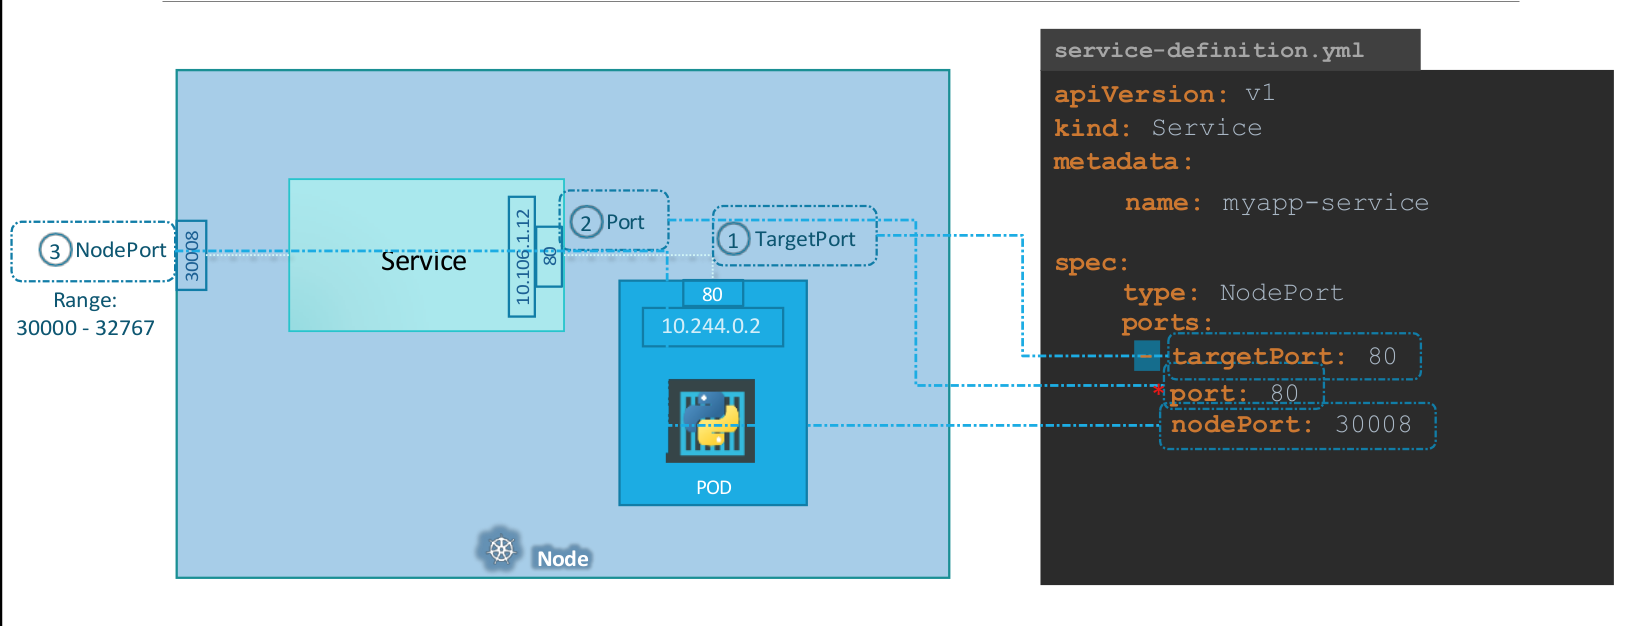 service-definition.yml
apiVersion: v1
kind: Service
metadata:
name: myapp-service
spec:
type: NodePort
ports:
- targetPort: 80
* port: 80
nodePort: 30008
3 NodePort
Range:
30000 - 32767
30008
Service
10.106.1.12
80
2 Port
1 TargetPort
80
10.244.0.2
POD
Node